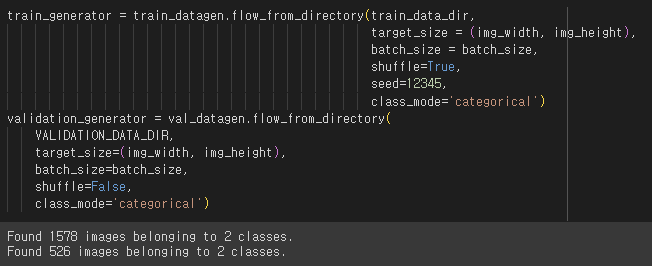 train_generator = train_datagen.flow_from_directory(train_data_dir,
target_size = (img_width, img_height),
batch_size = batch_size,
shuffle=True,
seed=12345,
class_mode='categorical')
validation_generator = val_datagen.flow_from_directory(
VALIDATION_DATA_DIR,
target_size=(img_width, img_height),
batch_size=batch_size,
shuffle=False,
class_mode='categorical')
Found 1578 images belonging to 2 classes.
Found 526 images belonging to 2 classes.